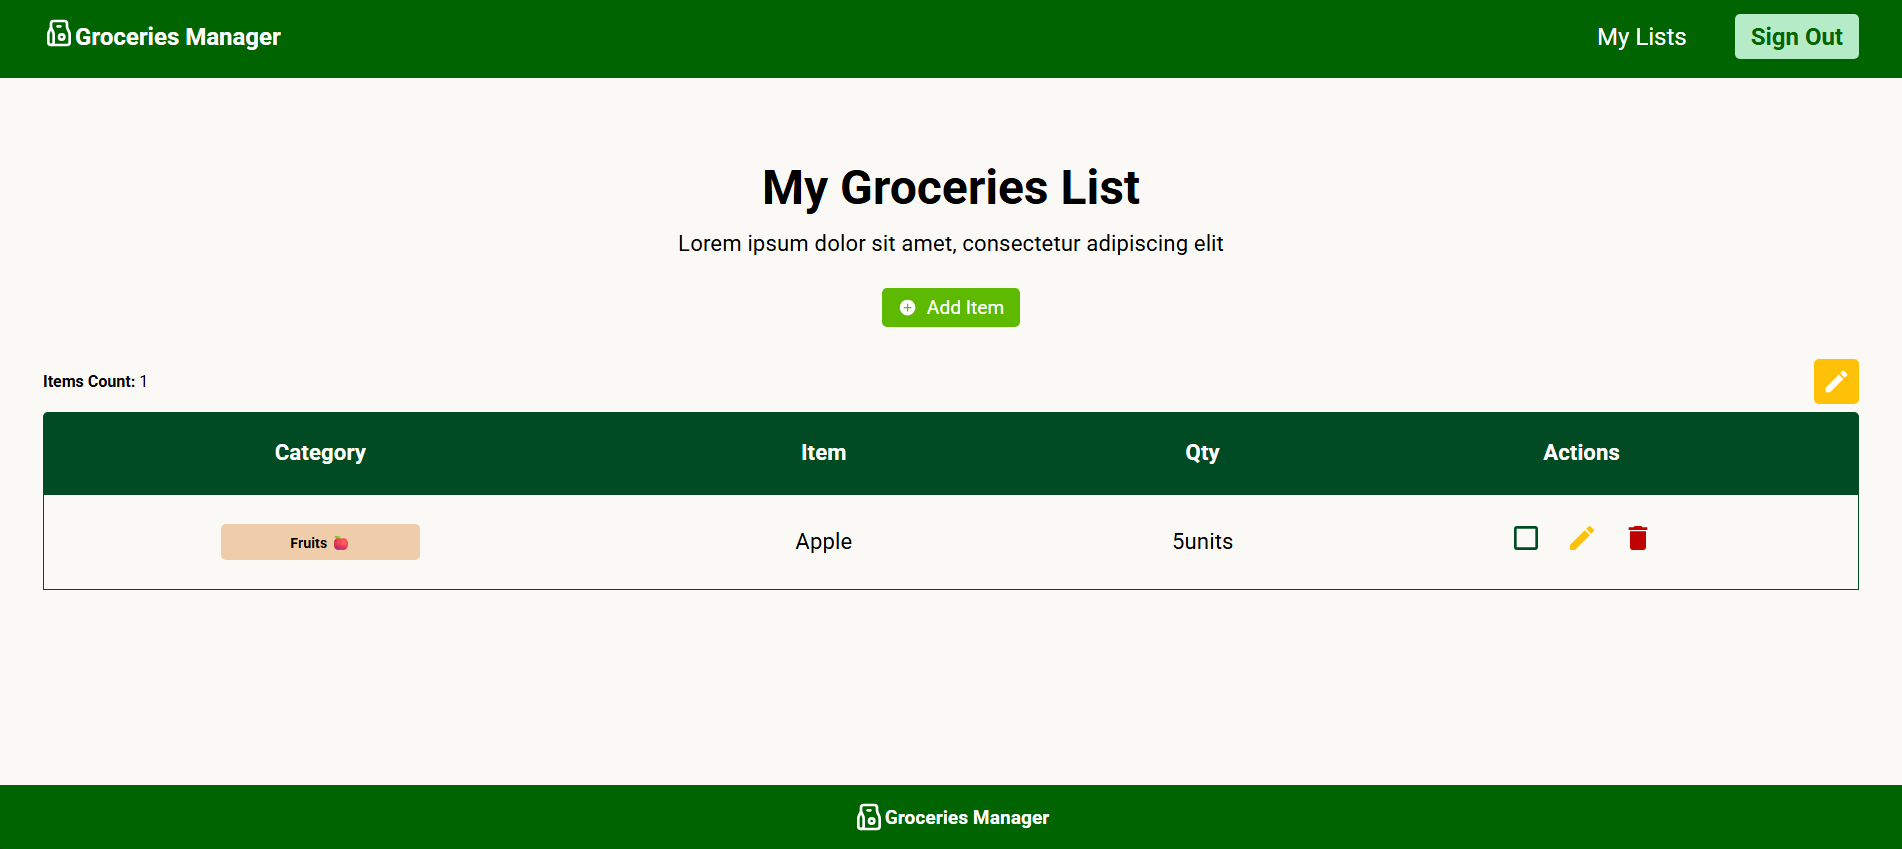 Groceries Manager
My Lists
Sign Out
My Groceries List
Lorem ipsum dolor sit amet, consectetur adipiscing elit
Add Item
Items Count: 1
Category Item Qty Actions
Fruits 🍎 Apple 5units
Groceries Manager